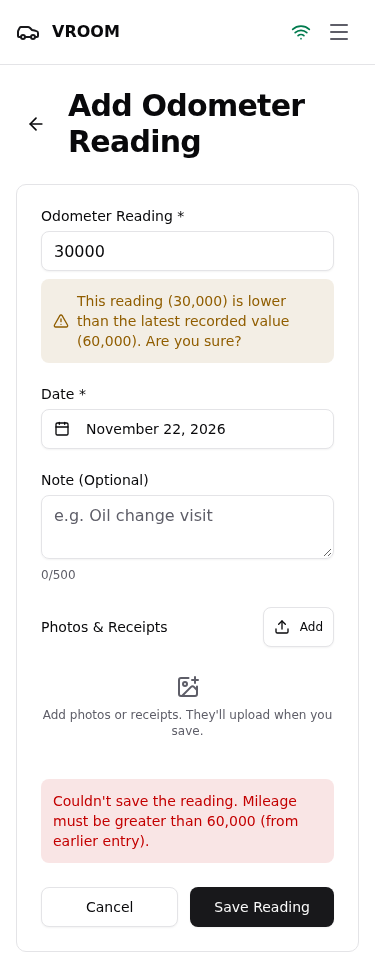 VROOM
Add Odometer
Reading
Odometer Reading *
30000
This reading (30,000) is lower
than the latest recorded value
(60,000). Are you sure?
Date *
November 22, 2026
Note (Optional)
e.g. Oil change visit
0/500
Photos & Receipts
Add
Add photos or receipts. They'll upload when you
save.
Couldn't save the reading. Mileage
must be greater than 60,000 (from
earlier entry).
Cancel
Save Reading